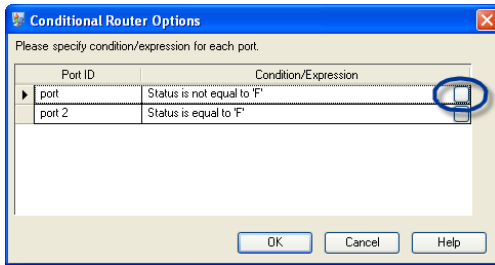 Conditional Router Options
Please specify condition/expression for each port.
Port ID Condition/Expression
port Status is not equal to 'F'
port 2 Status is equal to 'F'
OK Cancel Help